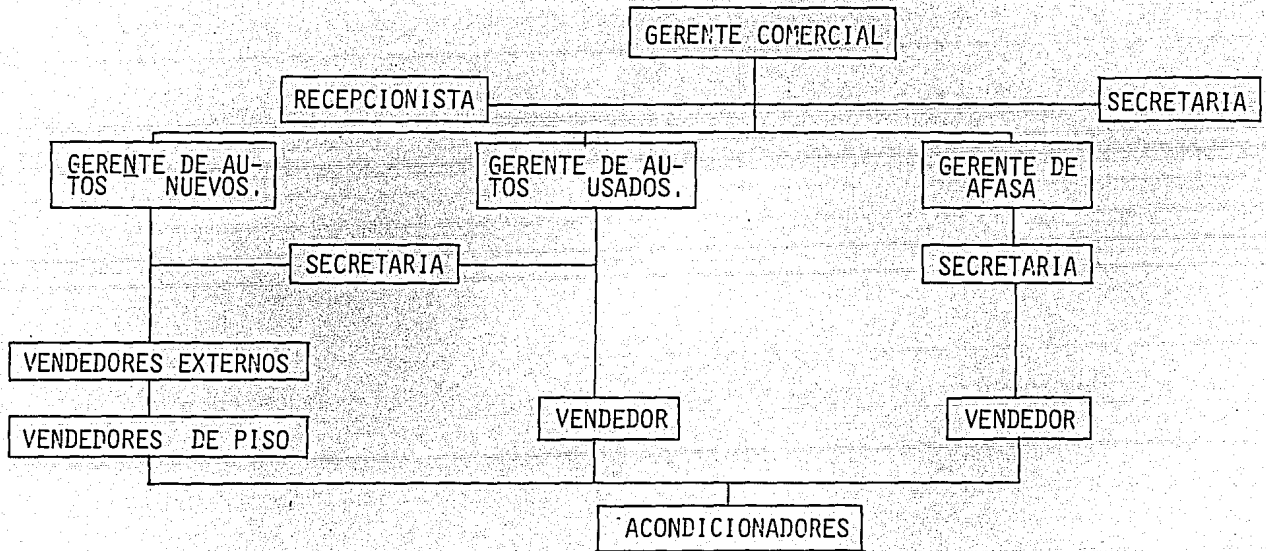 GERENTE COMERCIAL
RECEPCIONISTA
SECRETARIA
GERENTE DE AU-
TOS NUEVOS.
GERENTE DE AU-
TOS USADOS.
GERENTE DE
AFASA
SECRETARIA
SECRETARIA
VENDEDORES EXTERNOS
VENDEDORES DE PISO
VENDEDOR
VENDEDOR
ACONDICIONADORES